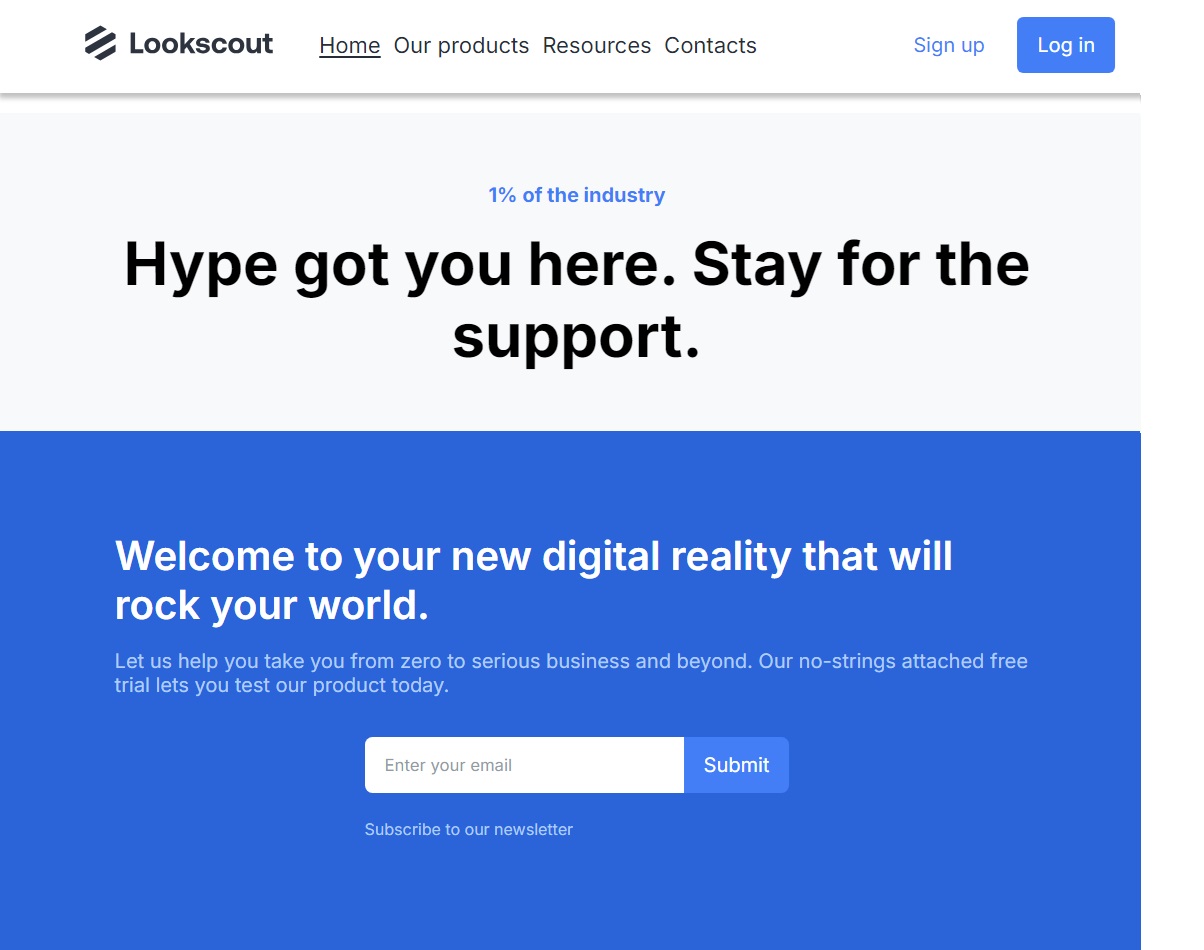 Lookscout
Home Our products Resources Contacts
Sign up
Log in
1% of the industry
Hype got you here. Stay for the
support.
Welcome to your new digital reality that will
rock your world.
Let us help you take you from zero to serious business and beyond. Our no-strings attached free
trial lets you test our product today.
Enter your email
Submit
Subscribe to our newsletter